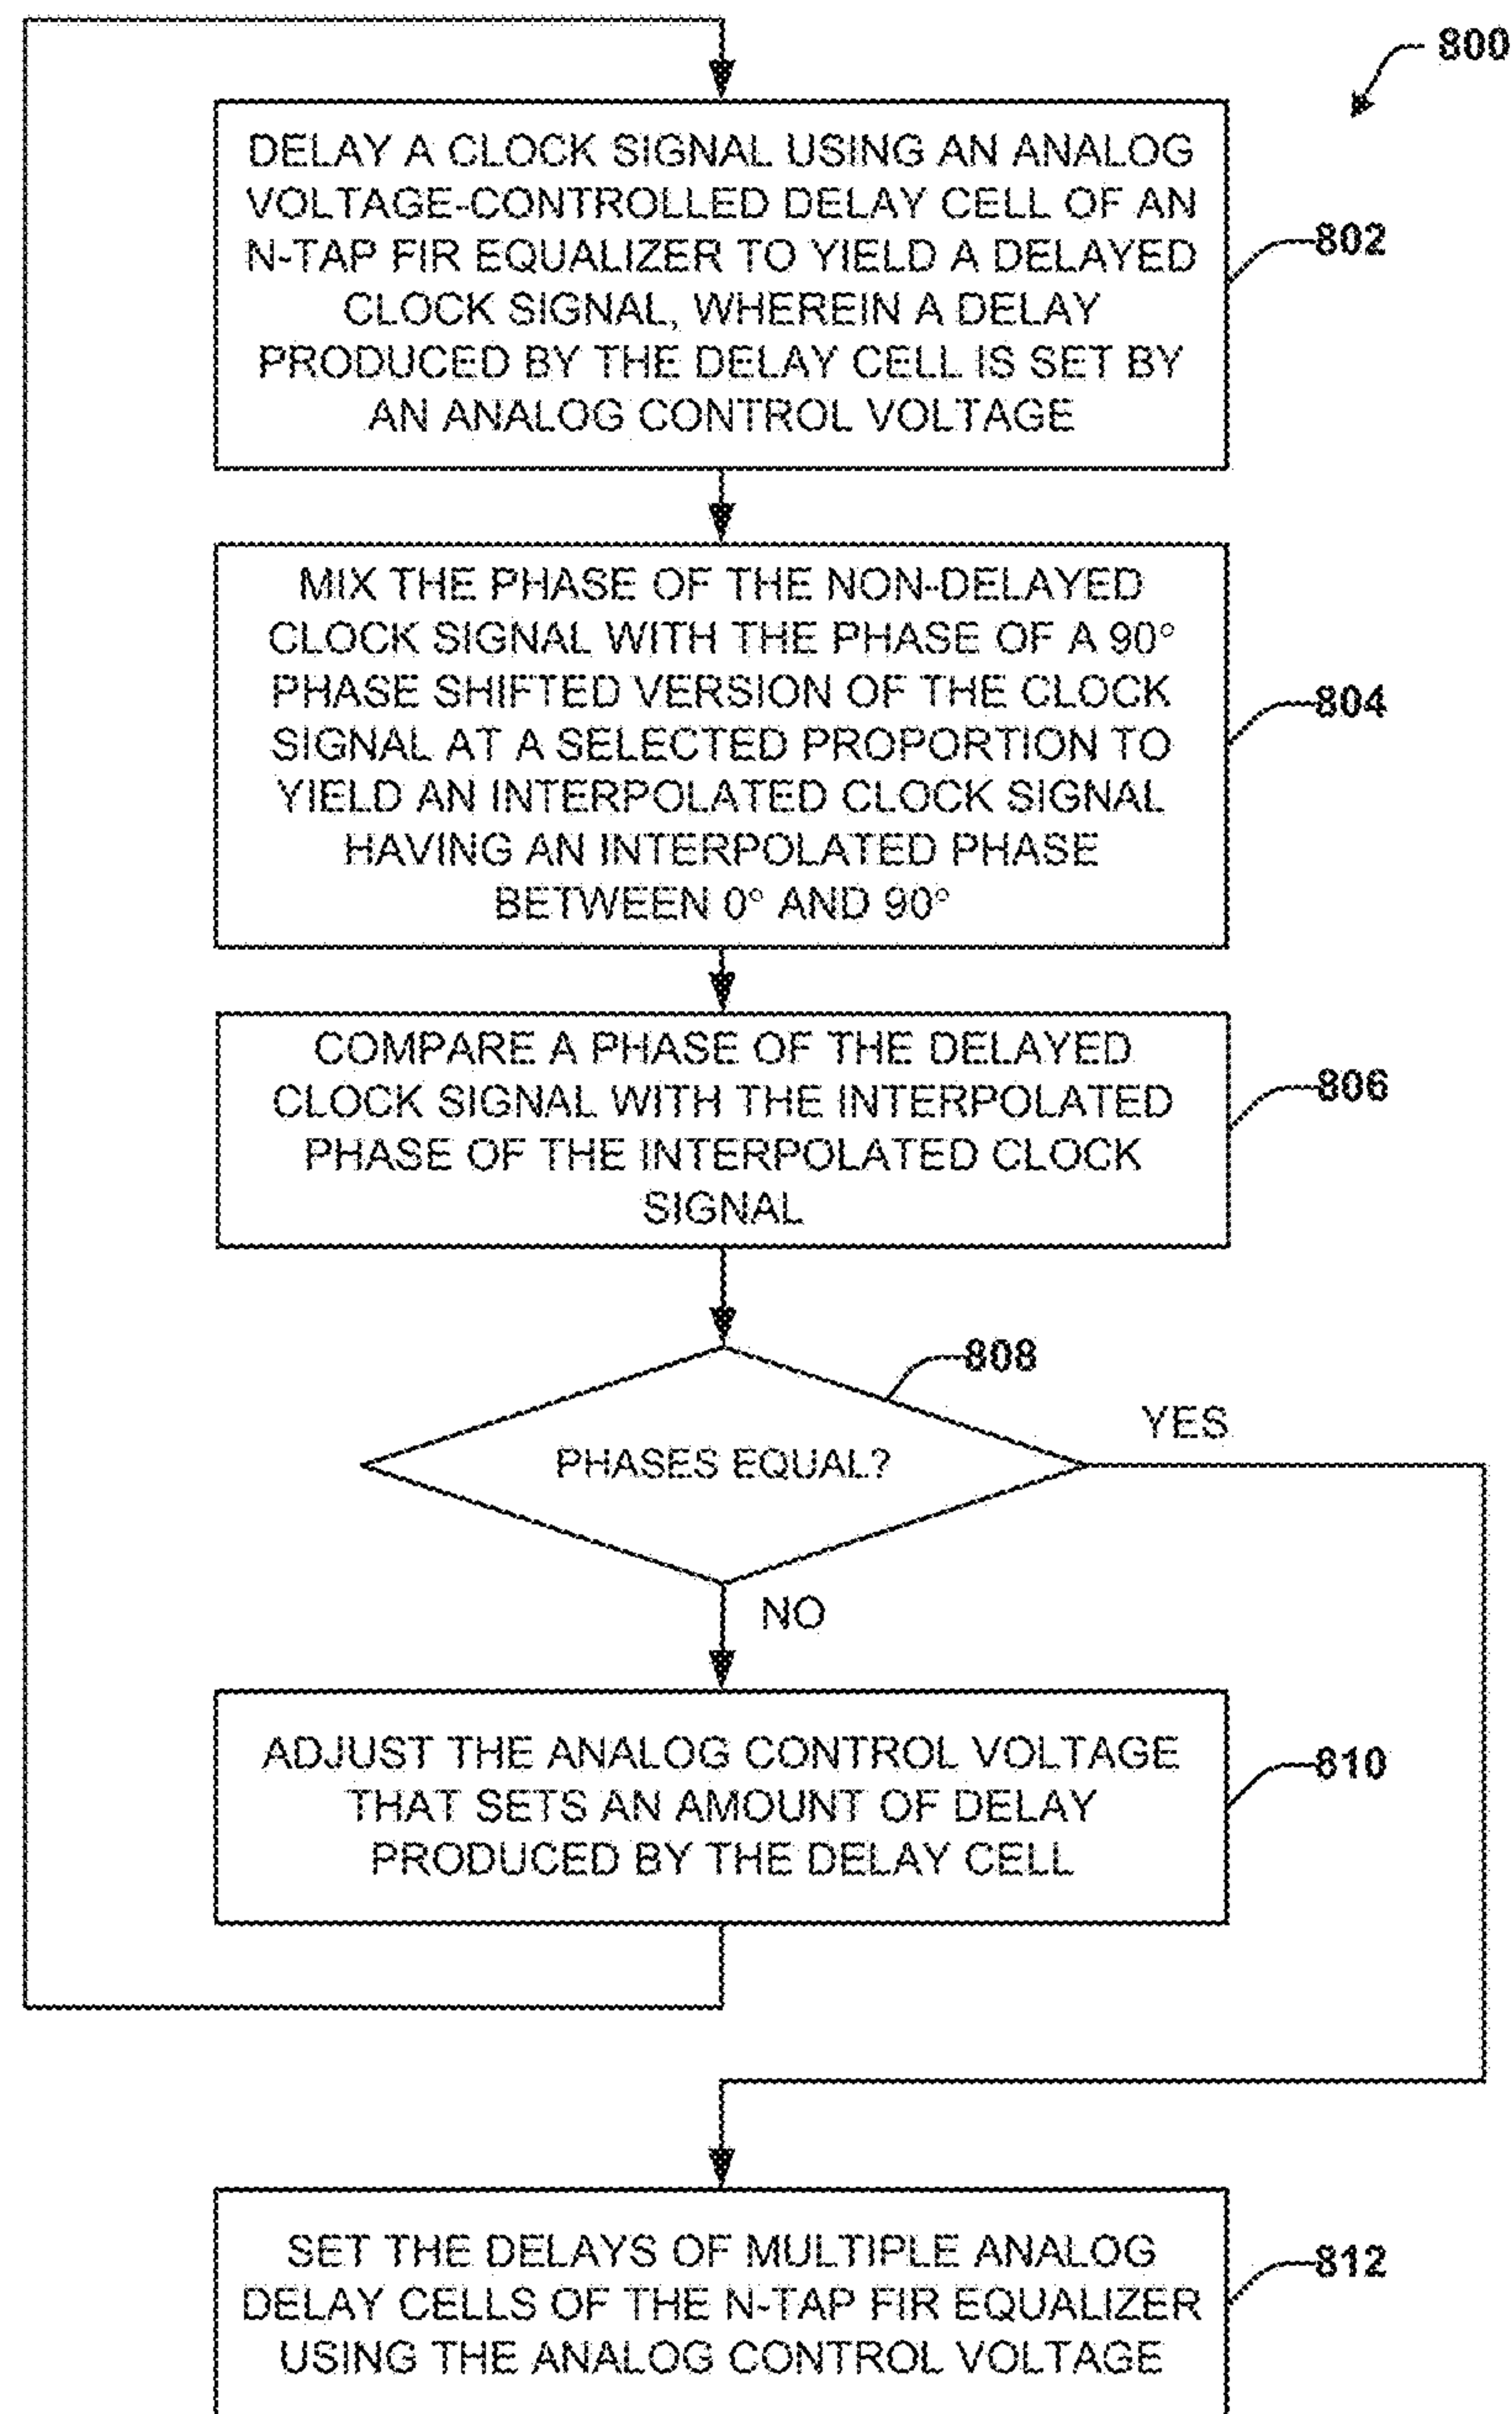 800
DELAY A CLOCK SIGNAL USING AN ANALOG
VOLTAGE-CONTROLLED DELAY CELL OF AN
N-TAP FIR EQUALIZER TO YIELD A DELAYED
CLOCK SIGNAL, WHEREIN A DELAY
PRODUCED BY THE DELAY CELL IS SET BY
AN ANALOG CONTROL VOLTAGE
802
MIX THE PHASE OF THE NON-DELAYED
CLOCK SIGNAL WITH THE PHASE OF A 90°
PHASE SHIFTED VERSION OF THE CLOCK
SIGNAL AT A SELECTED PROPORTION TO
YIELD AN INTERPOLATED CLOCK SIGNAL
HAVING AN INTERPOLATED PHASE
BETWEEN 0° AND 90°
804
COMPARE A PHASE OF THE DELAYED
CLOCK SIGNAL WITH THE INTERPOLATED
PHASE OF THE INTERPOLATED CLOCK
SIGNAL
806
808
PHASES EQUAL?
YES
NO
ADJUST THE ANALOG CONTROL VOLTAGE
THAT SETS AN AMOUNT OF DELAY
PRODUCED BY THE DELAY CELL
810
SET THE DELAYS OF MULTIPLE ANALOG
DELAY CELLS OF THE N-TAP FIR EQUALIZER
USING THE ANALOG CONTROL VOLTAGE
812